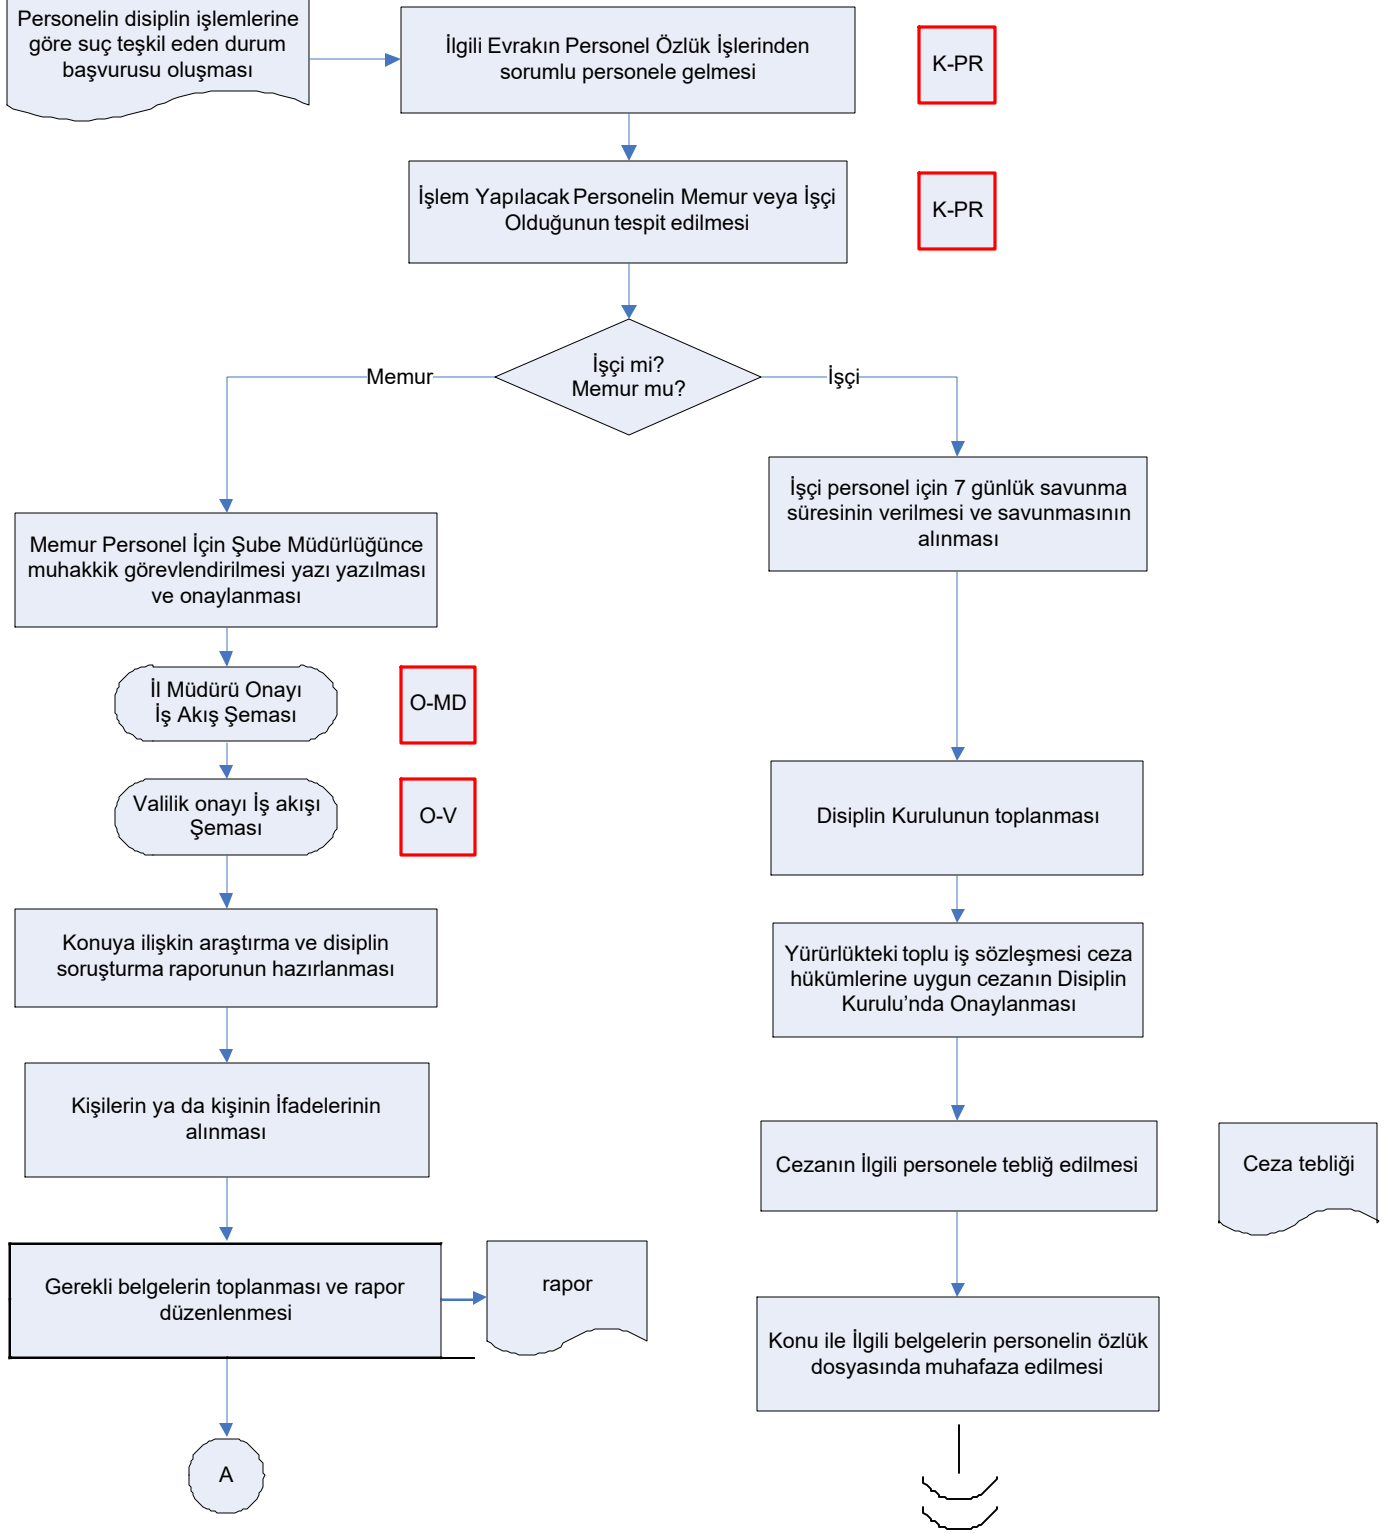 Personelin disiplin işlemlerine
göre suç teşkil eden durum
başvurusu oluşması
İlgili Evrakın Personel Özlük İşlerinden
sorumlu personele gelmesi
K-PR
İşlem Yapılacak Personelin Memur veya İşçi
Olduğunun tespit edilmesi
K-PR
İşçi mi?
Memur mu?
Memur
İşçi
İşçi personel için 7 günlük savunma
süresinin verilmesi ve savunmasının
alınması
Memur Personel İçin Şube Müdürlüğünce
muhakkik görevlendirilmesi yazı yazılması
ve onaylanması
İl Müdürü Onayı
İş Akış Şeması
O-MD
Valilik onayı İş akışı
Şeması
O-V
Disiplin Kurulunun toplanması
Konuya ilişkin araştırma ve disiplin
soruşturma raporunun hazırlanması
Yürürlükteki toplu iş sözleşmesi ceza
hükümlerine uygun cezanın Disiplin
Kurulu’nda Onaylanması
Kişilerin ya da kişinin İfadelerinin
alınması
Cezanın İlgili personele tebliğ edilmesi
Ceza tebliği
Gerekli belgelerin toplanması ve rapor
düzenlenmesi
rapor
Konu ile İlgili belgelerin personelin özlük
dosyasında muhafaza edilmesi
A